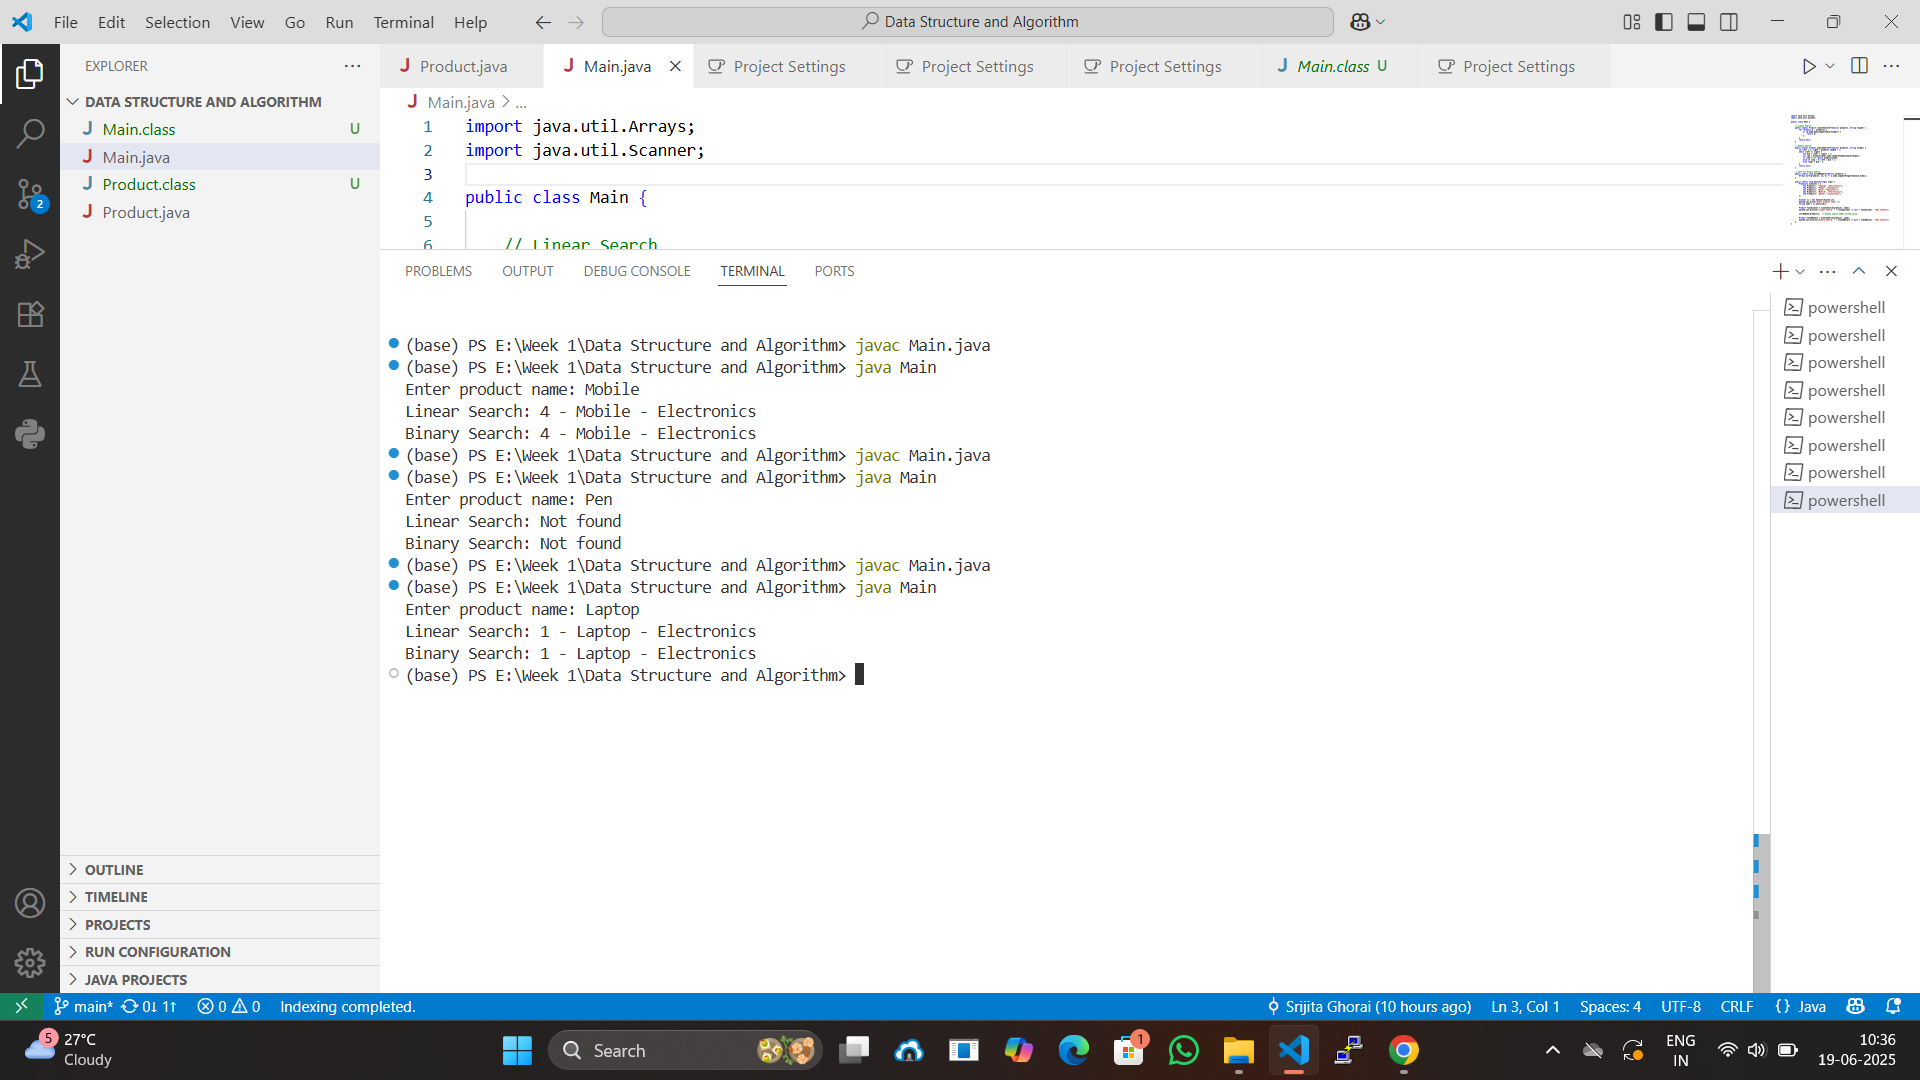 File Edit Selection View Go Run Terminal Help
Data Structure and Algorithm
EXPLORER
DATA STRUCTURE AND ALGORITHM
J Main.class U
J Main.java
J Product.class U
J Product.java
OUTLINE
TIMELINE
PROJECTS
RUN CONFIGURATION
JAVA PROJECTS
2
J Product.java
J Main.java
Project Settings
Project Settings
Project Settings
J Main.class U
Project Settings
J Main.java > ...
1 import java.util.Arrays;
2 import java.util.Scanner;
3
4 public class Main {
5
6 // Linear Search
PROBLEMS OUTPUT DEBUG CONSOLE TERMINAL PORTS
(base) PS E:\Week 1\Data Structure and Algorithm> javac Main.java
(base) PS E:\Week 1\Data Structure and Algorithm> java Main
Enter product name: Mobile
Linear Search: 4 - Mobile - Electronics
Binary Search: 4 - Mobile - Electronics
(base) PS E:\Week 1\Data Structure and Algorithm> javac Main.java
(base) PS E:\Week 1\Data Structure and Algorithm> java Main
Enter product name: Pen
Linear Search: Not found
Binary Search: Not found
(base) PS E:\Week 1\Data Structure and Algorithm> javac Main.java
(base) PS E:\Week 1\Data Structure and Algorithm> java Main
Enter product name: Laptop
Linear Search: 1 - Laptop - Electronics
Binary Search: 1 - Laptop - Electronics
(base) PS E:\Week 1\Data Structure and Algorithm>
powershell
powershell
powershell
powershell
powershell
powershell
powershell
powershell
main* 0↓ 1↑ 0 0 Indexing completed.
Srijita Ghorai (10 hours ago) Ln 3, Col 1 Spaces: 4 UTF-8 CRLF {} Java
5
27°C
Cloudy
Search
1
ENG
IN
10:36
19-06-2025